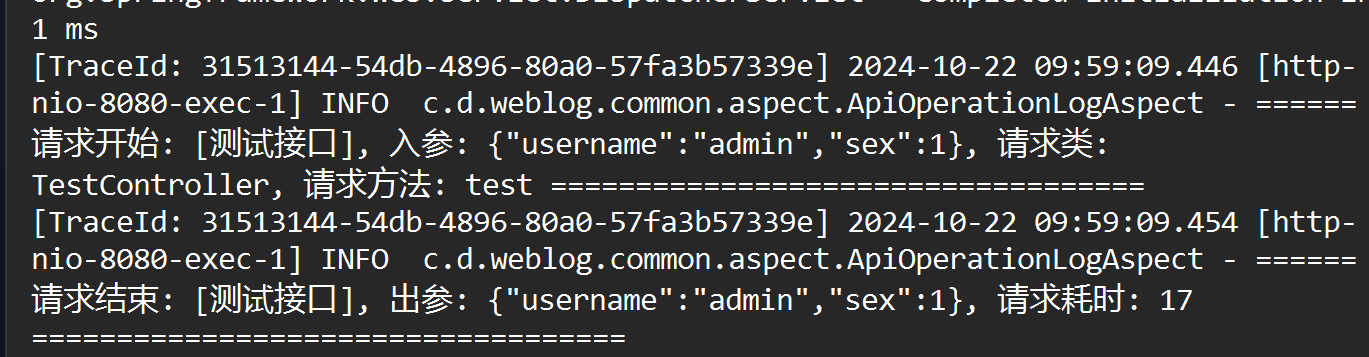 1 ms
[TraceId: 31513144-54db-4896-80a0-57fa3b57339e] 2024-10-22 09:59:09.446 [http-
nio-8080-exec-1] INFO  c.d.weblog.common.aspect.ApiOperationLogAspect - ======
请求开始: [测试接口], 入参: {"username":"admin","sex":1}, 请求类:
TestController, 请求方法: test ===================================
[TraceId: 31513144-54db-4896-80a0-57fa3b57339e] 2024-10-22 09:59:09.454 [http-
nio-8080-exec-1] INFO  c.d.weblog.common.aspect.ApiOperationLogAspect - ======
请求结束: [测试接口], 出参: {"username":"admin","sex":1}, 请求耗时: 17
===================================